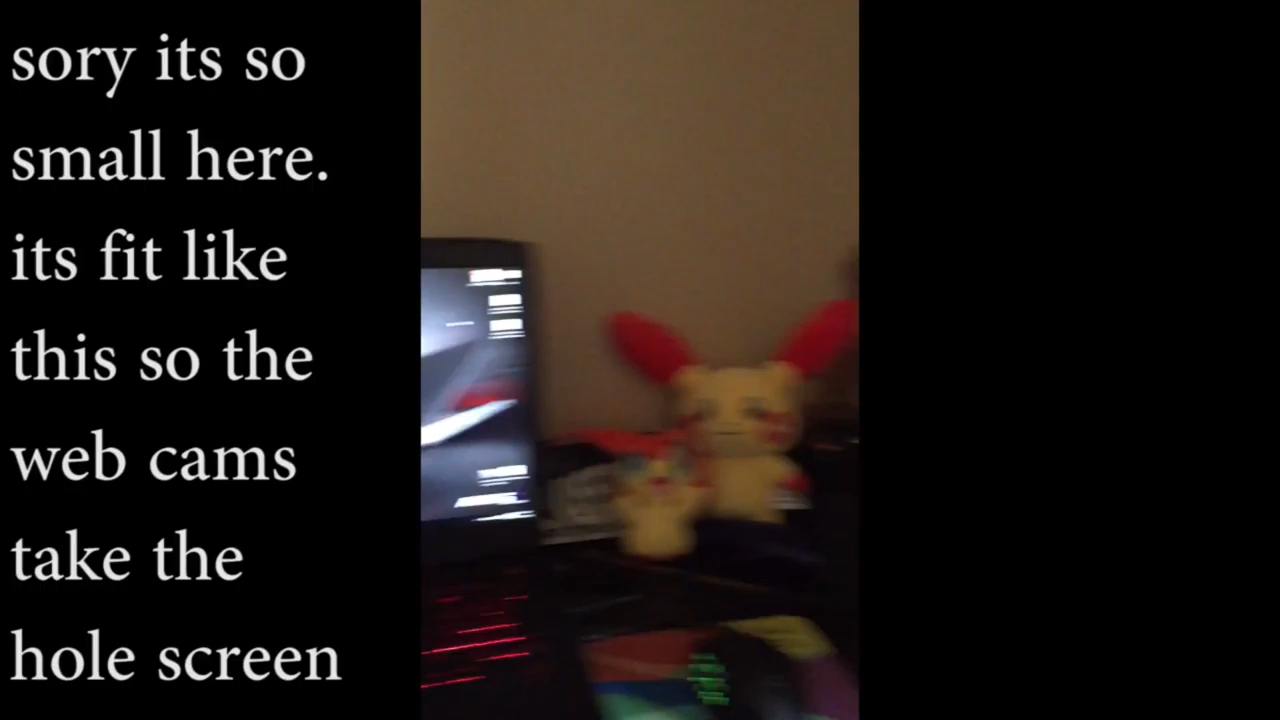 sory its so
small here.
its fit like
this so the
web cams
take the
hole screen